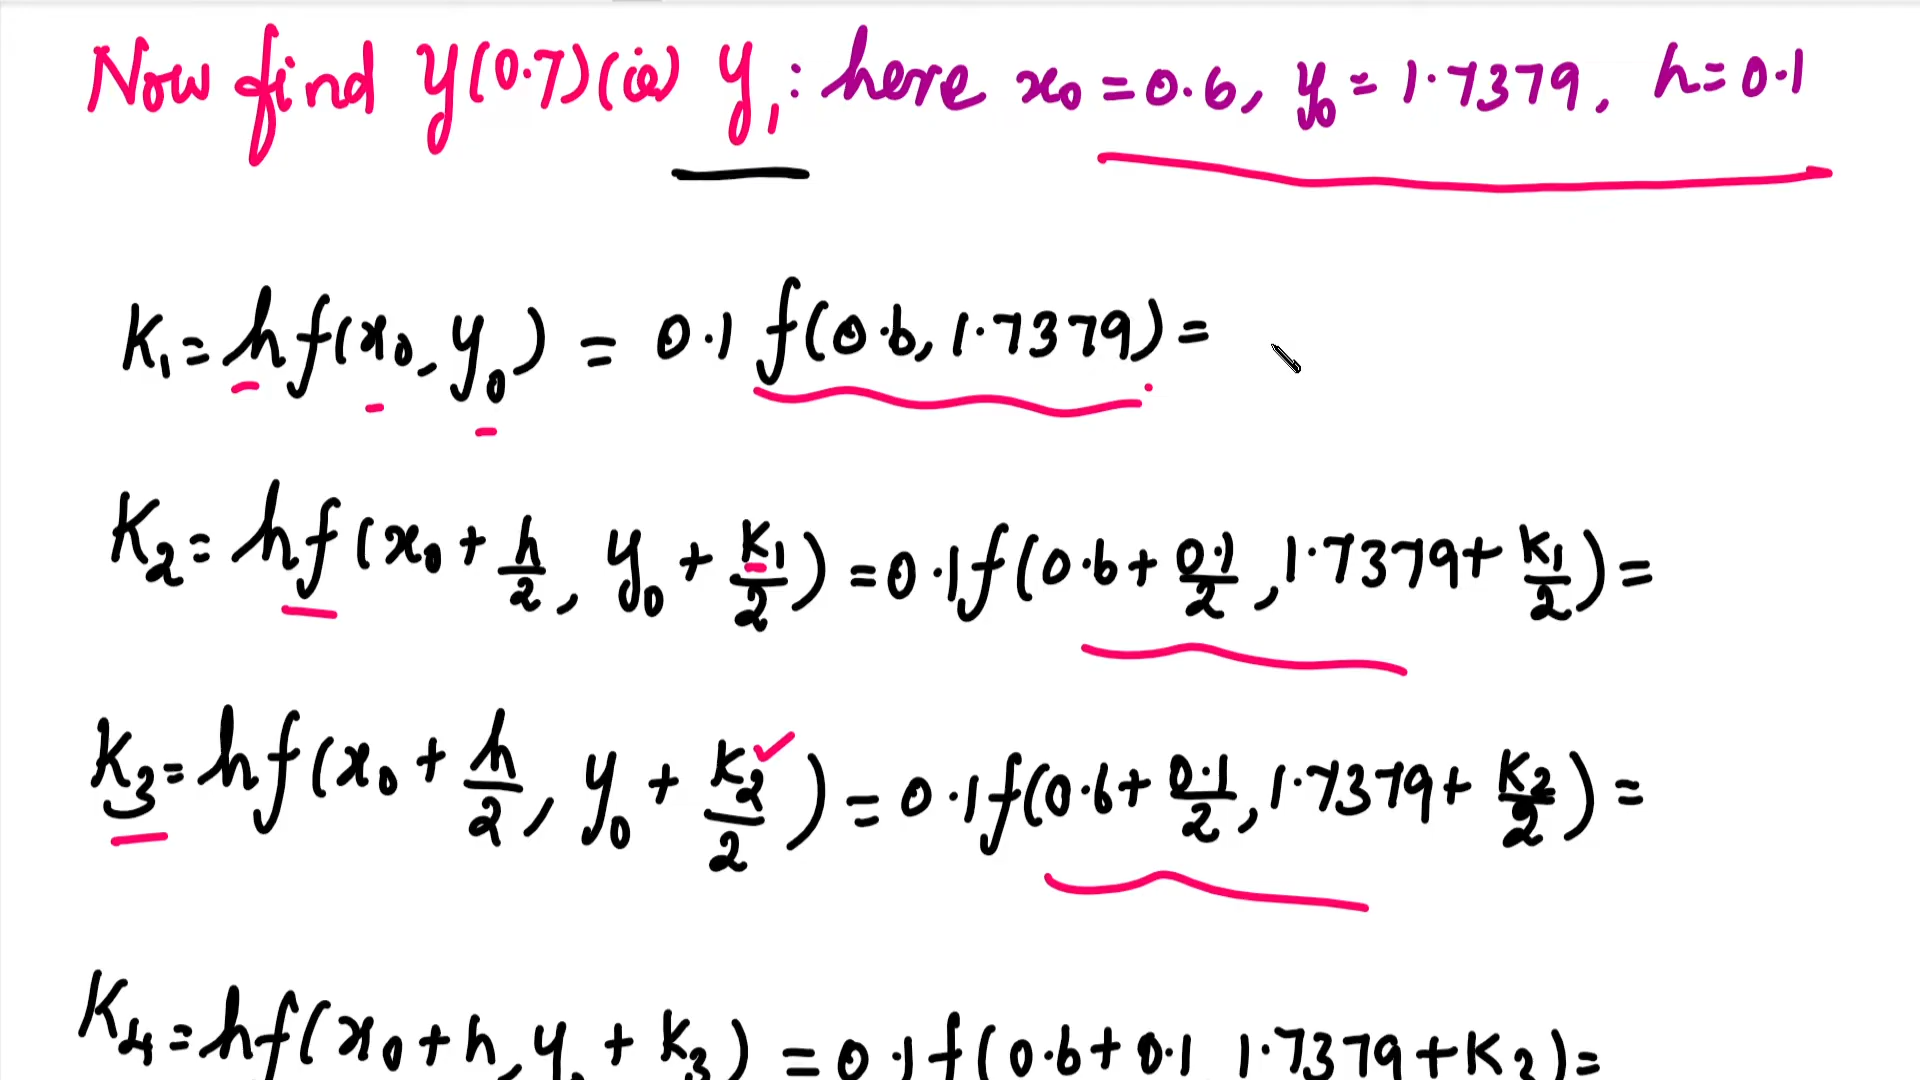 Now find y(0.7)(ie) y₁ : here x₀ = 0.6, y₀ = 1.7379, h = 0.1
K₁ = hf(x₀, y₀) = 0.1 f(0.6, 1.7379) =
K₂ = hf(x₀ + h/2, y₀ + K₁/2) = 0.1f(0.6 + 0.1/2, 1.7379 + K₁/2) =
K₃ = hf(x₀ + h/2, y₀ + K₂/2) = 0.1f(0.6 + 0.1/2, 1.7379 + K₂/2) =
K₄ = hf(x₀ + h, y₀ + K₃) = 0.1f(0.6 + 0.1, 1.7379 + K₃) =